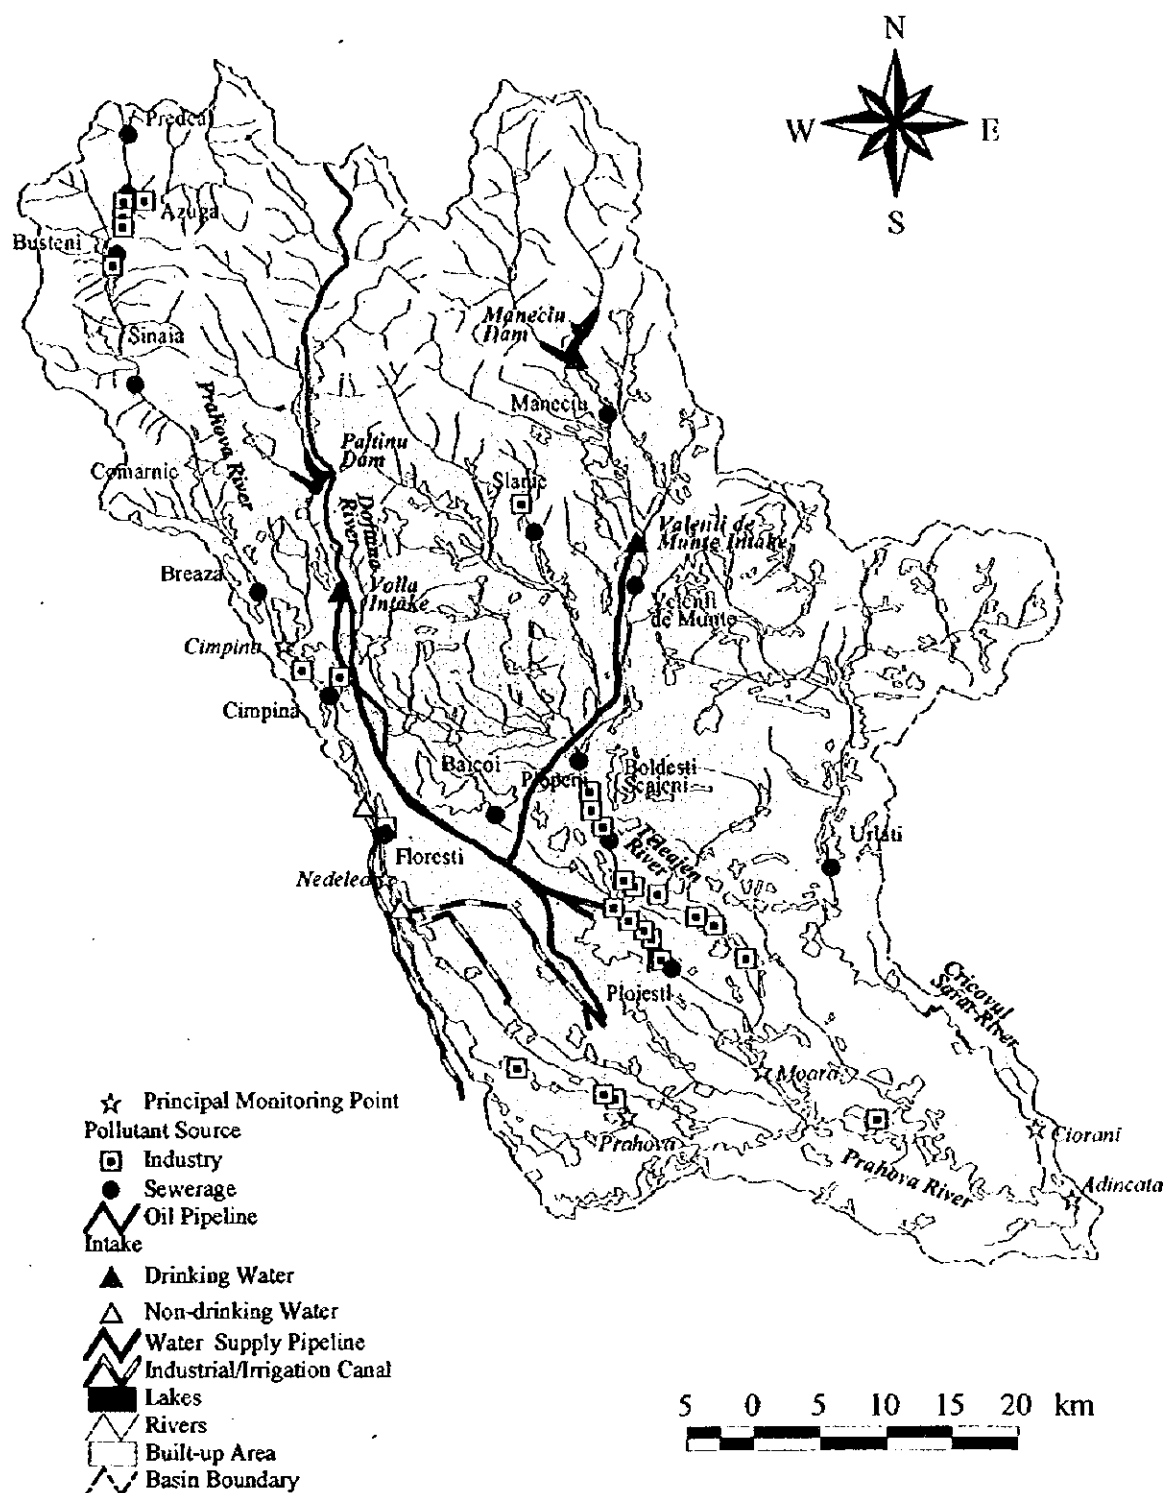 N
W E
S
Predeal
Azuga
Busteni
Sinaia
Maneciu
Dam
Maneciu
Prahova River
Paltinu
Dam
Comarnic
Slanic
Doftana
River
Valenii de
Munte Intake
Breaza
Voila
Intake
Velenii
de Munte
Cimpina
Cimpina
Baicoi
Plopeni
Boldesti
Scaieni
Teleajen
River
Urlati
Floresti
Nedelea
Ploiesti
Cricovul
Sarat River
Moara
Ciorani
Prahova
Prahova River
Adincata
Principal Monitoring Point
Pollutant Source
Industry
Sewerage
Oil Pipeline
Intake
Drinking Water
Non-drinking Water
Water Supply Pipeline
Industrial/Irrigation Canal
Lakes
Rivers
Built-up Area
Basin Boundary
5 0 5 10 15 20 km